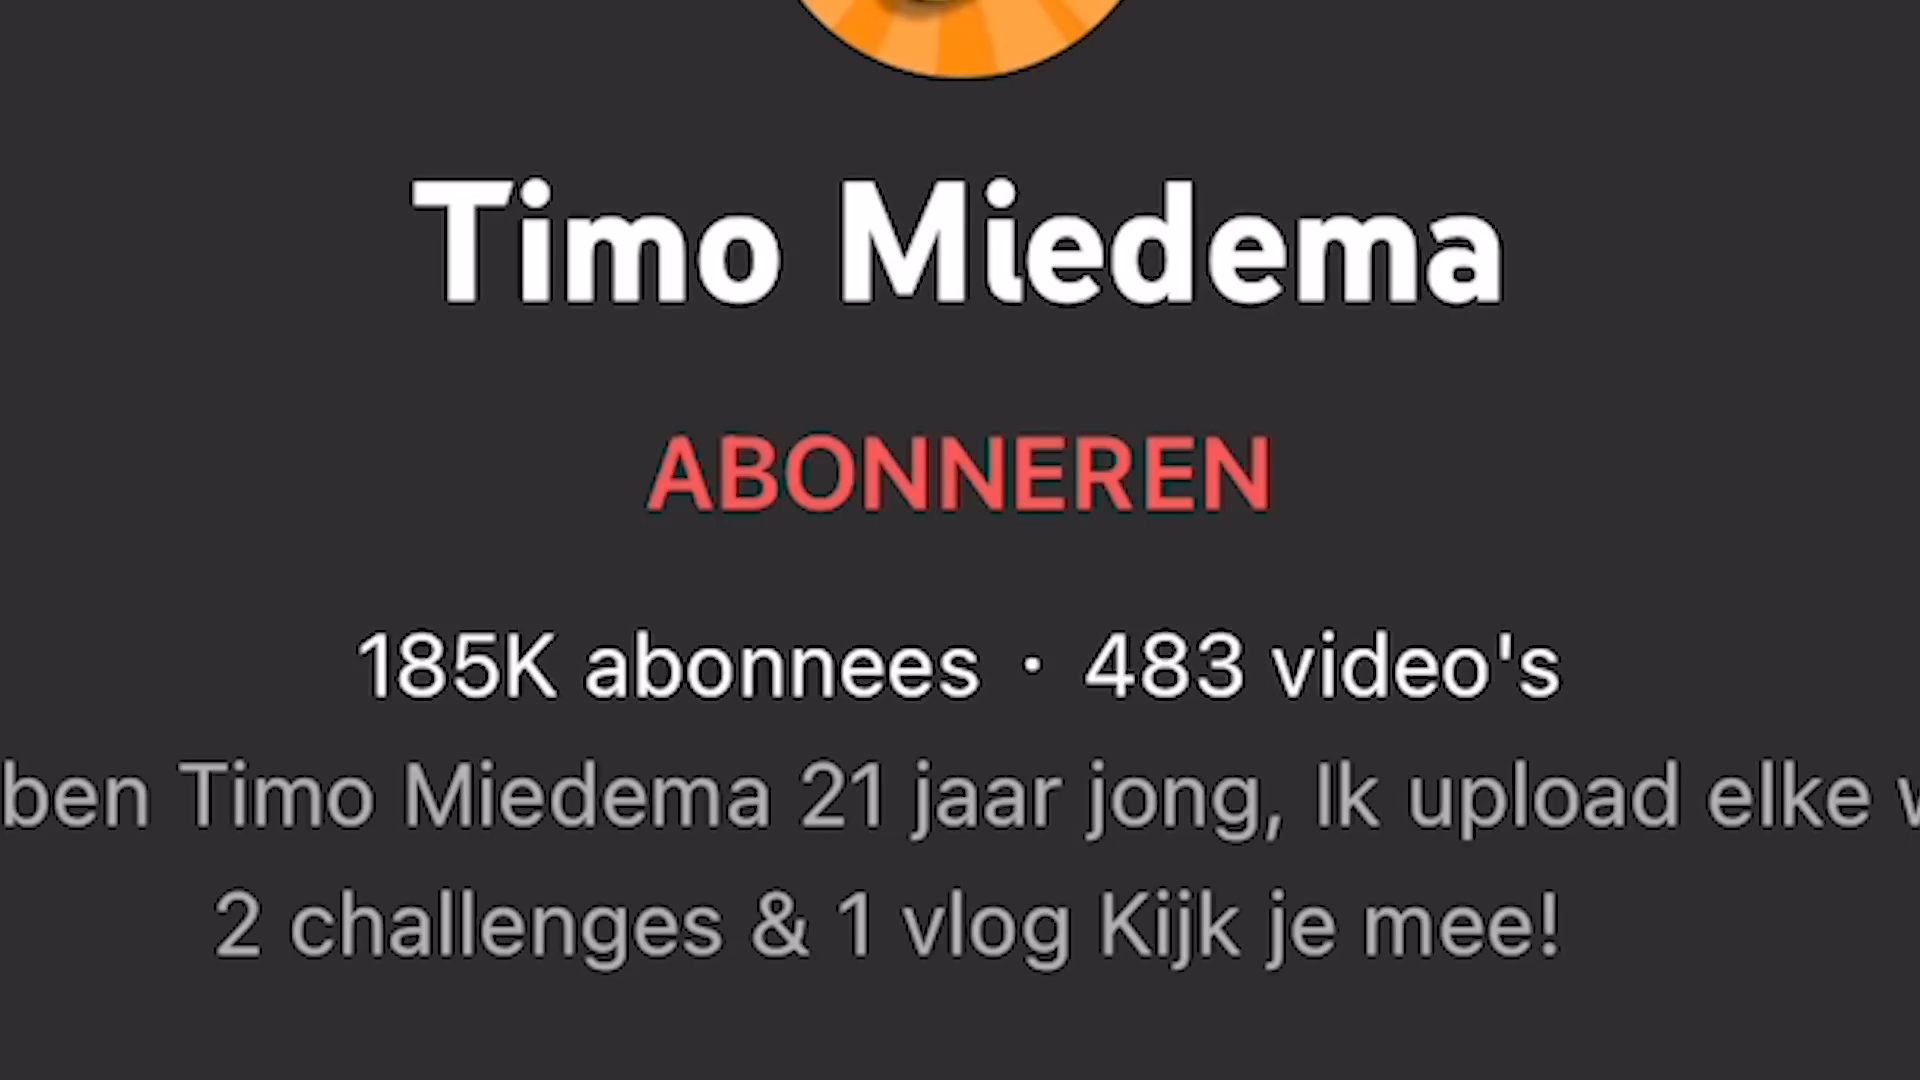 Timo Miedema
ABONNEREN
185K abonnees · 483 video's
ben Timo Miedema 21 jaar jong, Ik upload elke
2 challenges & 1 vlog Kijk je mee!